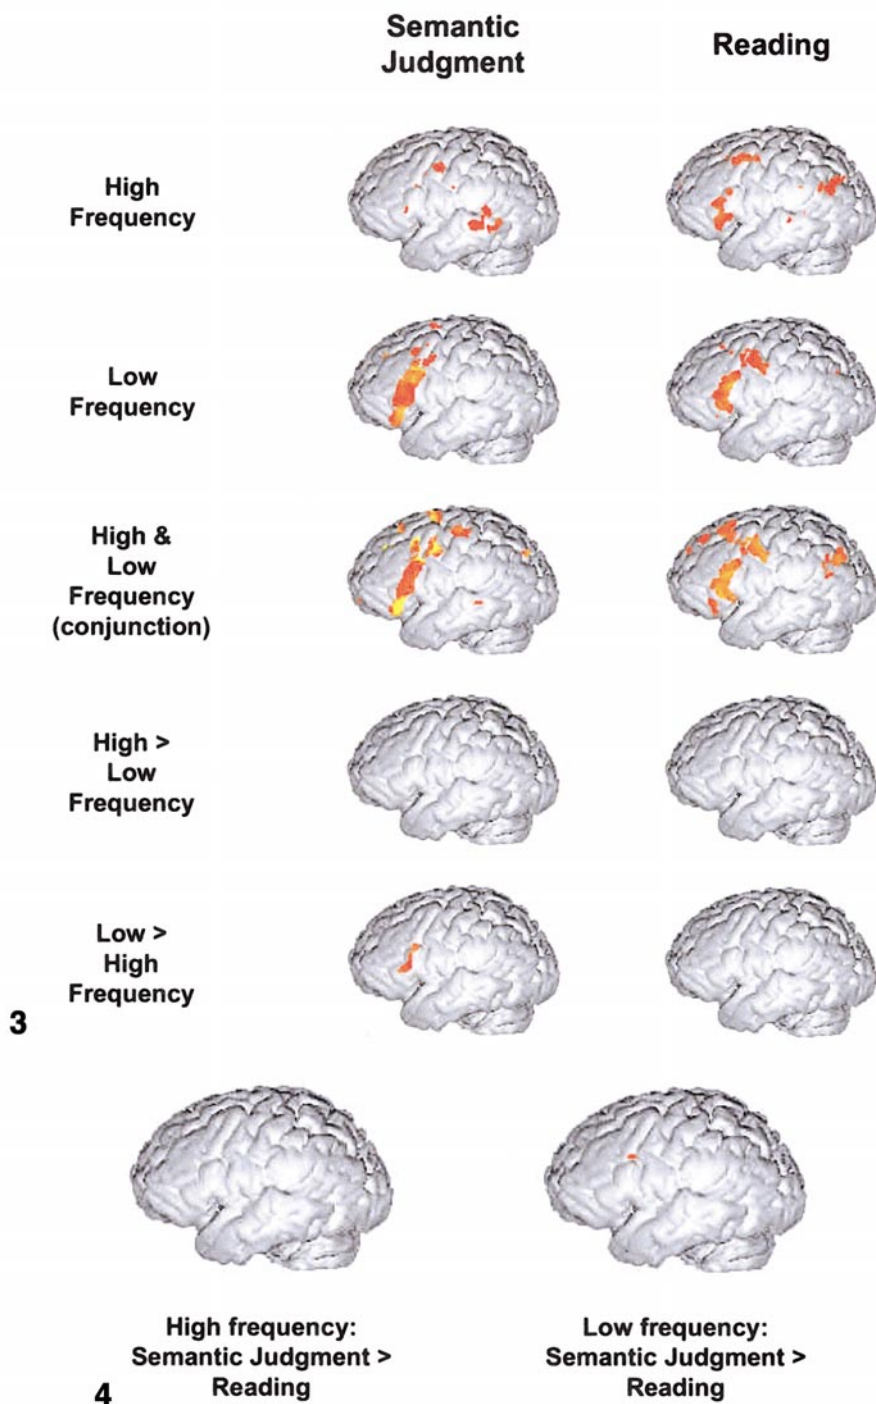 Semantic
Judgment
Reading
High
Frequency
Low
Frequency
High &
Low
Frequency
(conjunction)
High >
Low
Frequency
Low >
High
Frequency
3
High frequency:
Semantic Judgment >
Reading
Low frequency:
Semantic Judgment >
Reading
4